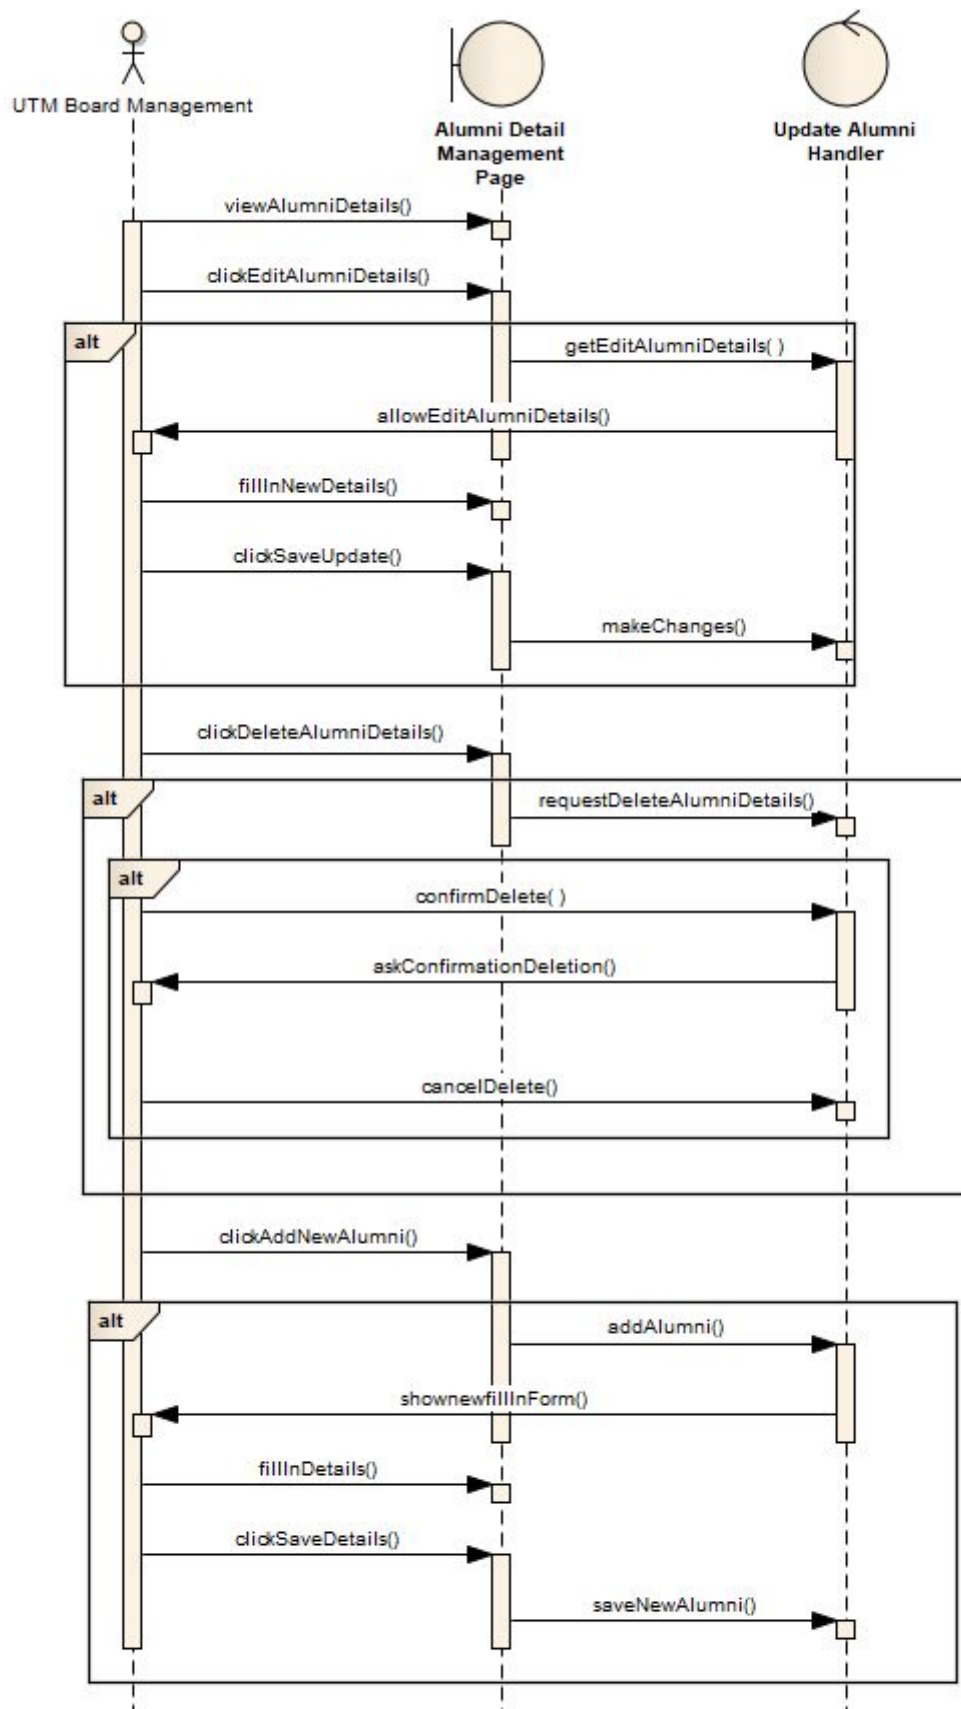 UTM Board Management
Alumni Detail
Management
Page
Update Alumni
Handler
viewAlumniDetails()
clickEditAlumniDetails()
alt
getEditAlumniDetails( )
allowEditAlumniDetails()
fillInNewDetails()
clickSaveUpdate()
makeChanges()
clickDeleteAlumniDetails()
alt
requestDeleteAlumniDetails()
alt
confirmDelete( )
askConfirmationDeletion()
cancelDelete()
clickAddNewAlumni()
alt
addAlumni()
shownewfillInForm()
fillInDetails()
clickSaveDetails()
saveNewAlumni()